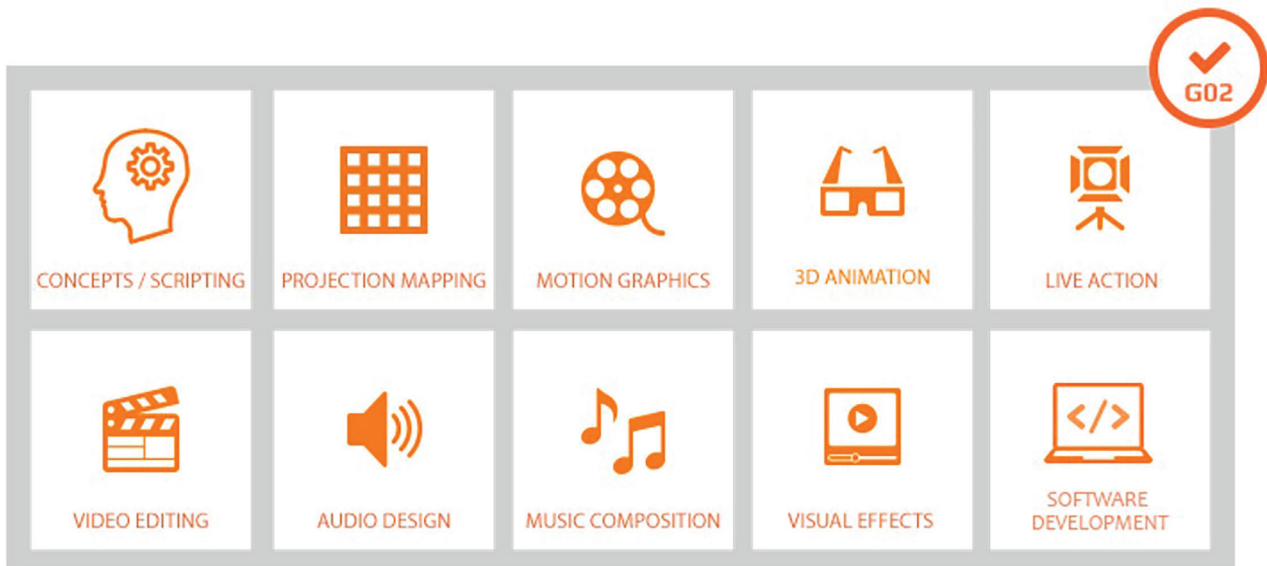 G02
CONCEPTS / SCRIPTING
PROJECTION MAPPING
MOTION GRAPHICS
3D ANIMATION
LIVE ACTION
VIDEO EDITING
AUDIO DESIGN
MUSIC COMPOSITION
VISUAL EFFECTS
SOFTWARE
DEVELOPMENT